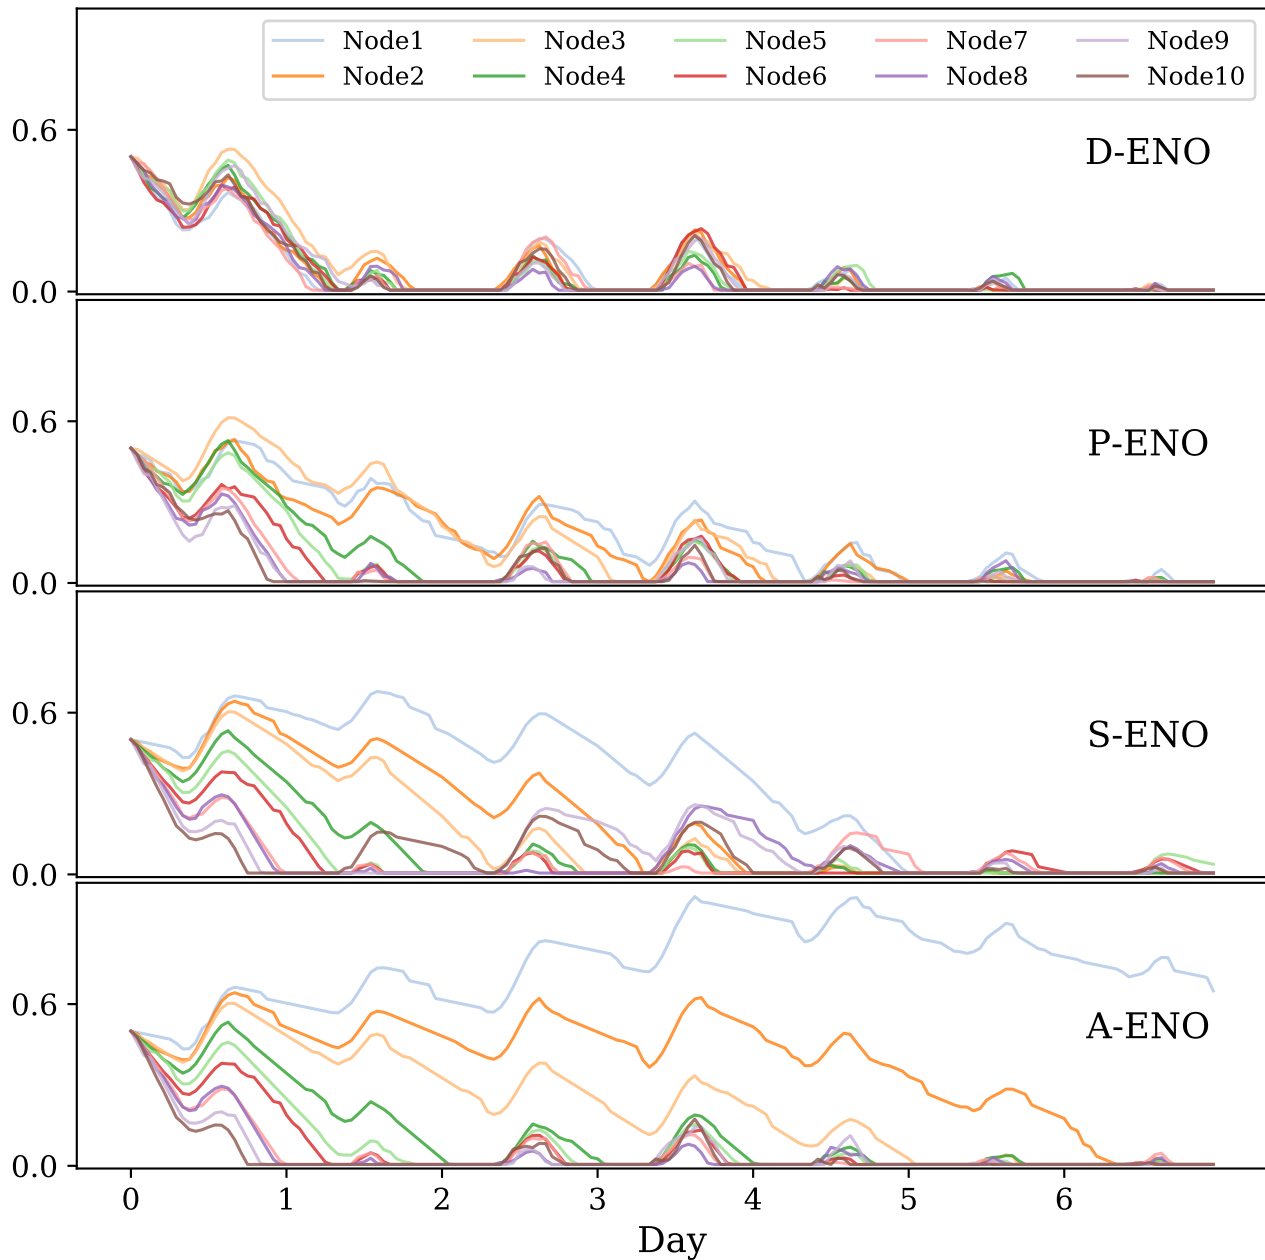 Node1 Node3 Node5 Node7 Node9
Node2 Node4 Node6 Node8 Node10
0.6
D-ENO
0.0
0.6
P-ENO
0.0
0.6
S-ENO
0.0
0.6
A-ENO
0.0
0 1 2 3 4 5 6
Day